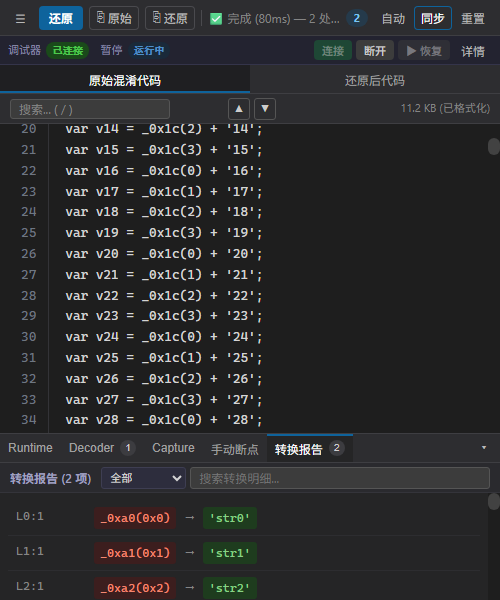 ☰ 还原 原始 还原 ✅ 完成 (80ms) — 2 处… 2 自动 同步 重置
调试器 已连接 暂停 运行中 连接 断开 ▶ 恢复 详情
原始混淆代码 还原后代码
搜索… ( / ) ▲ ▼ 11.2 KB (已格式化)
20 var v14 = _0x1c(2) + '14';
21 var v15 = _0x1c(3) + '15';
22 var v16 = _0x1c(0) + '16';
23 var v17 = _0x1c(1) + '17';
24 var v18 = _0x1c(2) + '18';
25 var v19 = _0x1c(3) + '19';
26 var v20 = _0x1c(0) + '20';
27 var v21 = _0x1c(1) + '21';
28 var v22 = _0x1c(2) + '22';
29 var v23 = _0x1c(3) + '23';
30 var v24 = _0x1c(0) + '24';
31 var v25 = _0x1c(1) + '25';
32 var v26 = _0x1c(2) + '26';
33 var v27 = _0x1c(3) + '27';
34 var v28 = _0x1c(0) + '28';
Runtime Decoder 1 Capture 手动断点 转换报告 2
转换报告 (2 项) 全部 搜索转换明细…
L0:1 _0xa0(0x0) → 'str0'
L1:1 _0xa1(0x1) → 'str1'
L2:1 _0xa2(0x2) → 'str2'